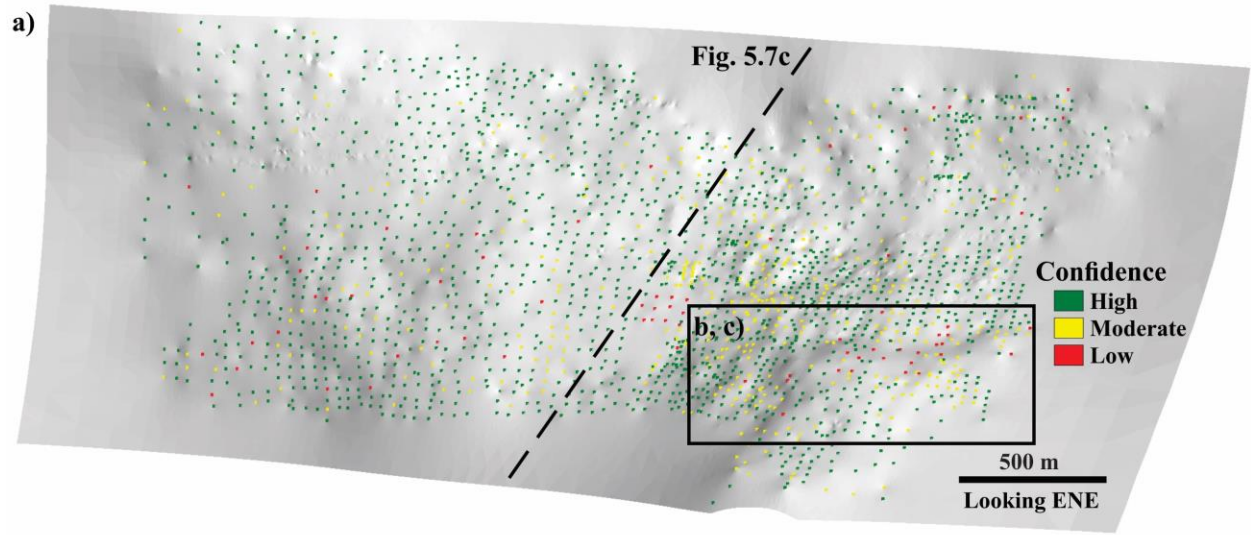 a)
Fig. 5.7c
Confidence
High
Moderate
Low
b, c)
500 m
Looking ENE